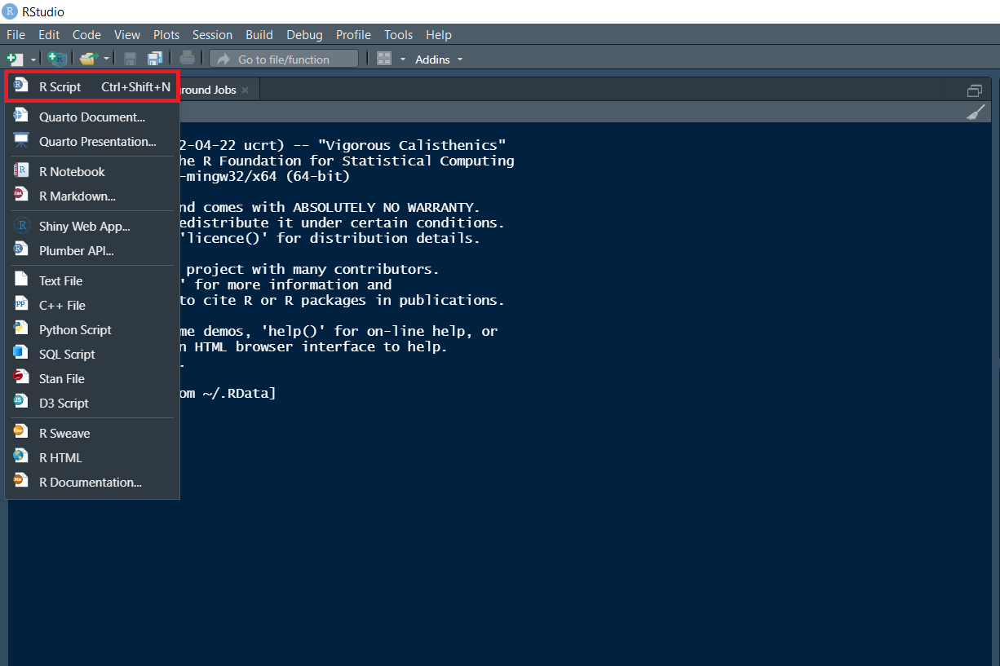 RStudio
File Edit Code View Plots Session Build Debug Profile Tools Help
Go to file/function Addins
R Script Ctrl+Shift+N
round Jobs
Quarto Document...
Quarto Presentation...
R Notebook
R Markdown...
Shiny Web App...
Plumber API...
Text File
C++ File
Python Script
SQL Script
Stan File
D3 Script
R Sweave
R HTML
R Documentation...
2-04-22 ucrt) -- "Vigorous Calisthenics"
he R Foundation for Statistical Computing
-mingw32/x64 (64-bit)
nd comes with ABSOLUTELY NO WARRANTY.
edistribute it under certain conditions.
'licence()' for distribution details.
project with many contributors.
' for more information and
to cite R or R packages in publications.
me demos, 'help()' for on-line help, or
n HTML browser interface to help.
.
om ~/.RData]